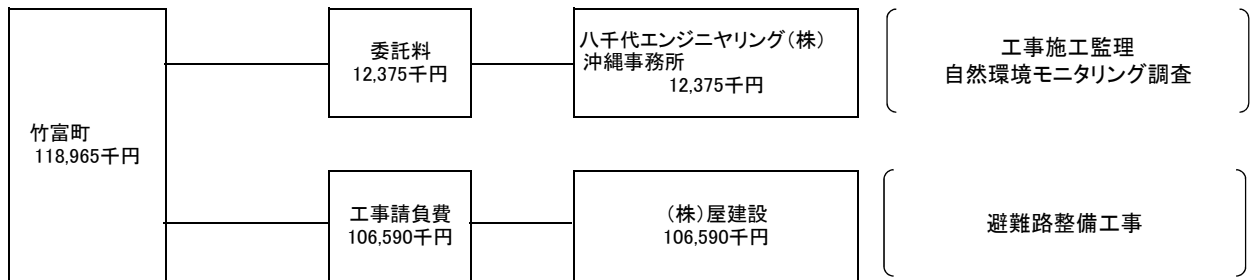 竹富町
118,965千円
委託料
12,375千円
八千代エンジニヤリング(株)
沖縄事務所
12,375千円
工事施工監理
自然環境モニタリング調査
工事請負費
106,590千円
(株)屋建設
106,590千円
避難路整備工事